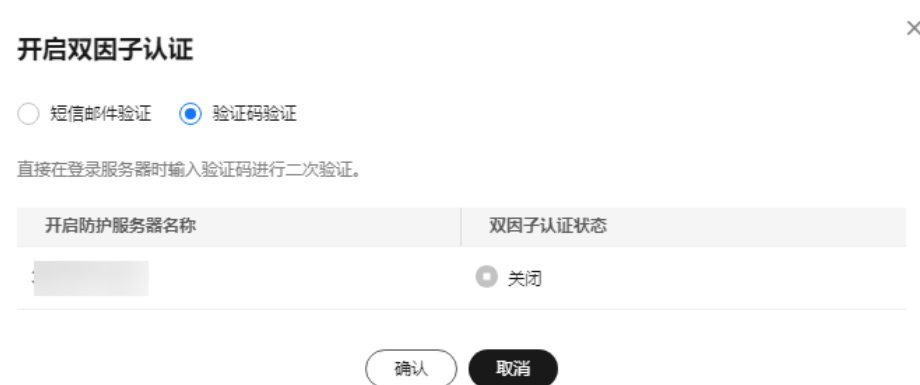 开启双因子认证
短信邮件验证 验证码验证
直接在登录服务器时输入验证码进行二次验证。
开启防护服务器名称 双因子认证状态
关闭
确认 取消